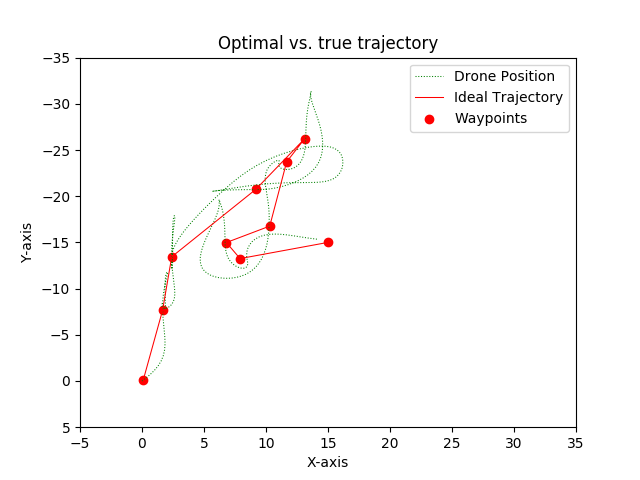 Optimal vs. true trajectory
Drone Position
Ideal Trajectory
Waypoints
Y-axis
−35
−30
−25
−20
−15
−10
−5
0
5
−5 0 5 10 15 20 25 30 35
X-axis